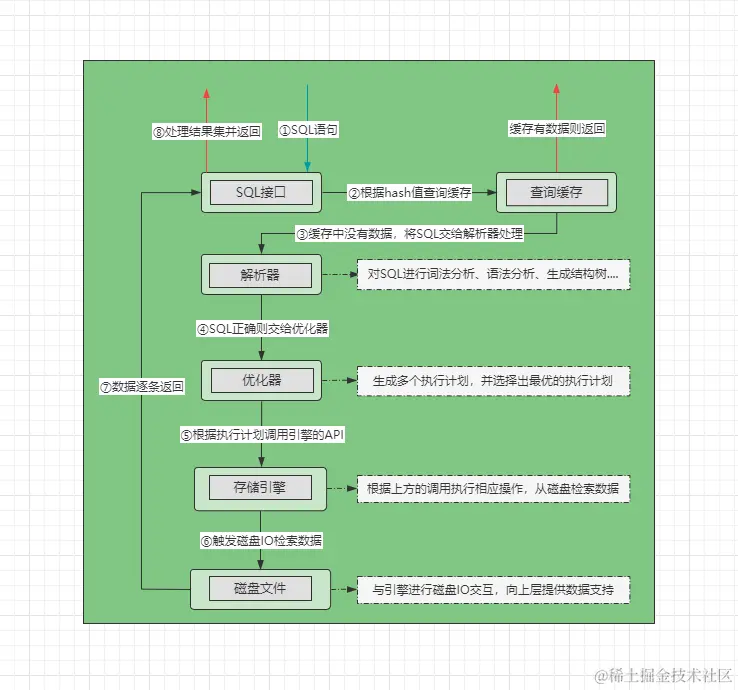 ⑧处理结果集并返回
①SQL语句
缓存有数据则返回
SQL接口
②根据hash值查询缓存
查询缓存
③缓存中没有数据，将SQL交给解析器处理
解析器
对SQL进行词法分析、语法分析、生成结构树....
④SQL正确则交给优化器
⑦数据逐条返回
优化器
生成多个执行计划，并选择出最优的执行计划
⑤根据执行计划调用引擎的API
存储引擎
根据上方的调用执行相应操作，从磁盘检索数据
⑥触发磁盘IO检索数据
磁盘文件
与引擎进行磁盘IO交互，向上层提供数据支持
@稀土掘金技术社区